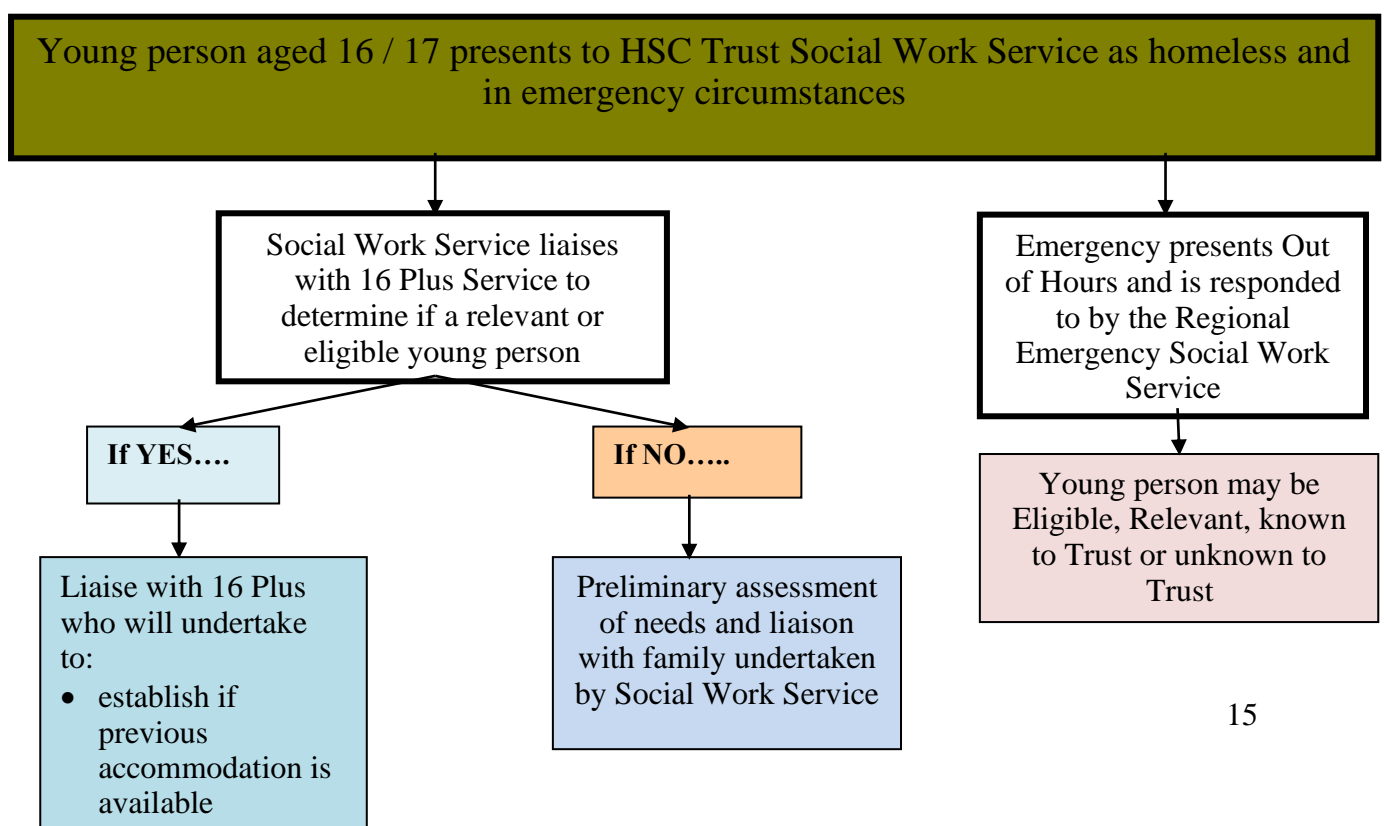 Young person aged 16 / 17 presents to HSC Trust Social Work Service as homeless and
in emergency circumstances
Social Work Service liaises
with 16 Plus Service to
determine if a relevant or
eligible young person
Emergency presents Out
of Hours and is responded
to by the Regional
Emergency Social Work
Service
If YES….
If NO…..
Young person may be
Eligible, Relevant, known
to Trust or unknown to
Trust
Liaise with 16 Plus
who will undertake
to:
• establish if
previous
accommodation is
available
Preliminary assessment
of needs and liaison
with family undertaken
by Social Work Service
15